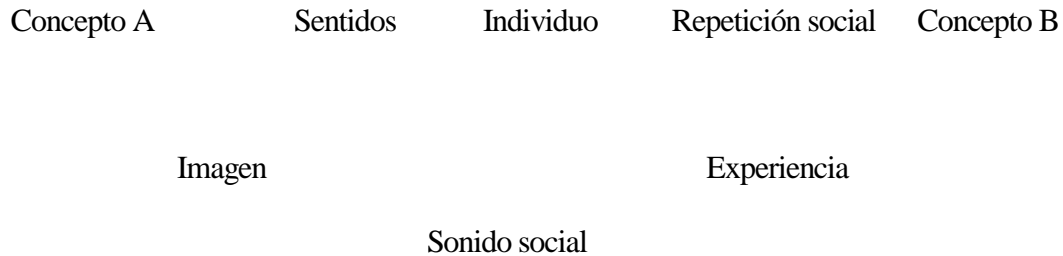 Concepto A Sentidos Individuo Repetición social Concepto B
Imagen Experiencia
Sonido social